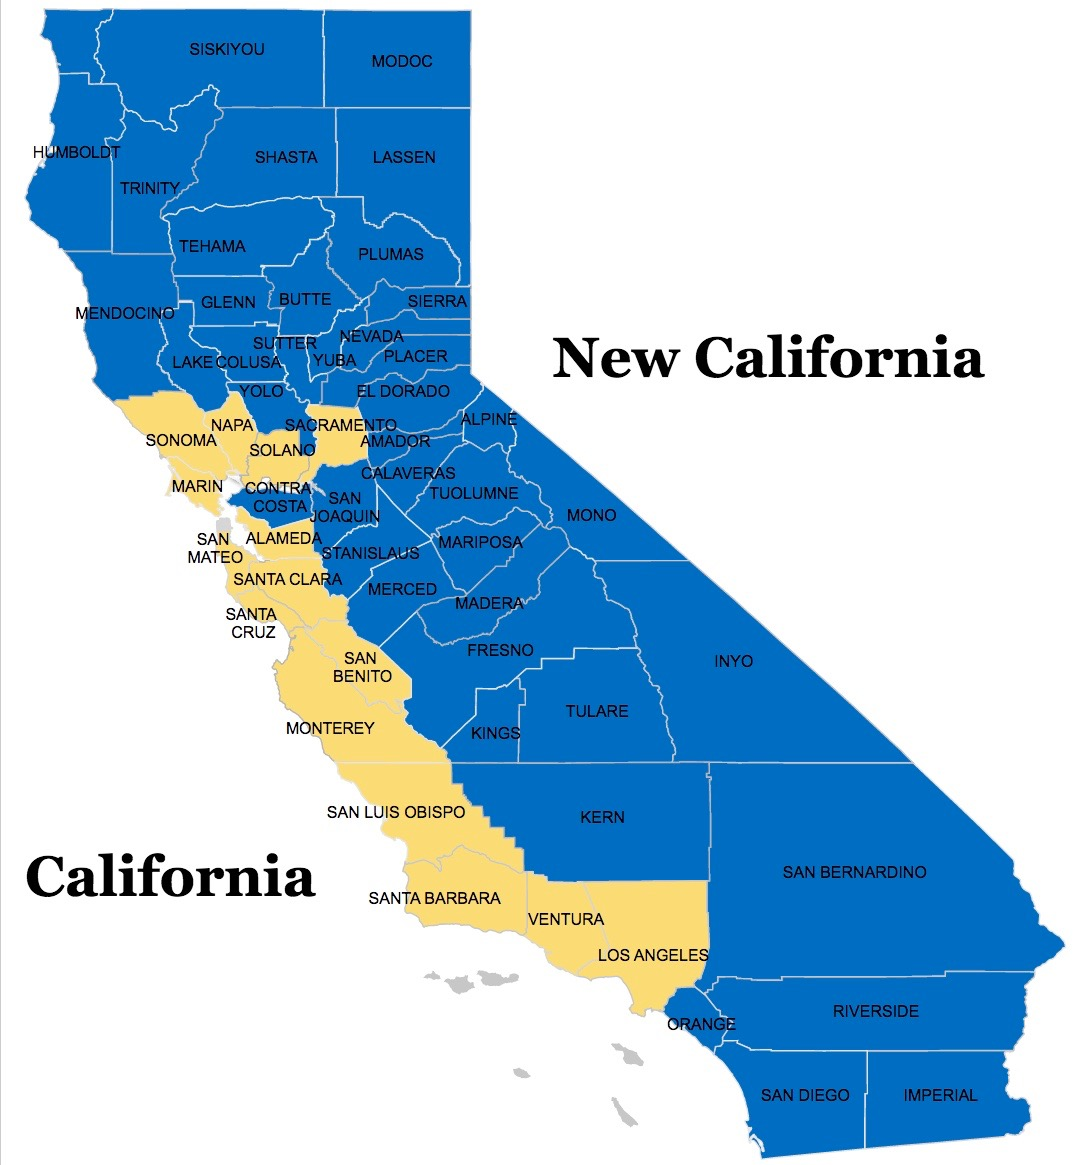 SISKIYOU
MODOC
HUMBOLDT
TRINITY
SHASTA
LASSEN
TEHAMA
PLUMAS
MENDOCINO
GLENN
BUTTE
SIERRA
NEVADA
SUTTER
YUBA
PLACER
LAKE
COLUSA
YOLO
EL DORADO
New California
NAPA
SACRAMENTO
ALPINE
SONOMA
SOLANO
AMADOR
CALAVERAS
MARIN
CONTRA
COSTA
SAN
JOAQUIN
TUOLUMNE
MONO
SAN
MATEO
ALAMEDA
STANISLAUS
MARIPOSA
SANTA CLARA
MERCED
MADERA
SANTA
CRUZ
FRESNO
SAN
BENITO
INYO
MONTEREY
KINGS
TULARE
SAN LUIS OBISPO
KERN
California
SAN BERNARDINO
SANTA BARBARA
VENTURA
LOS ANGELES
ORANGE
RIVERSIDE
SAN DIEGO
IMPERIAL